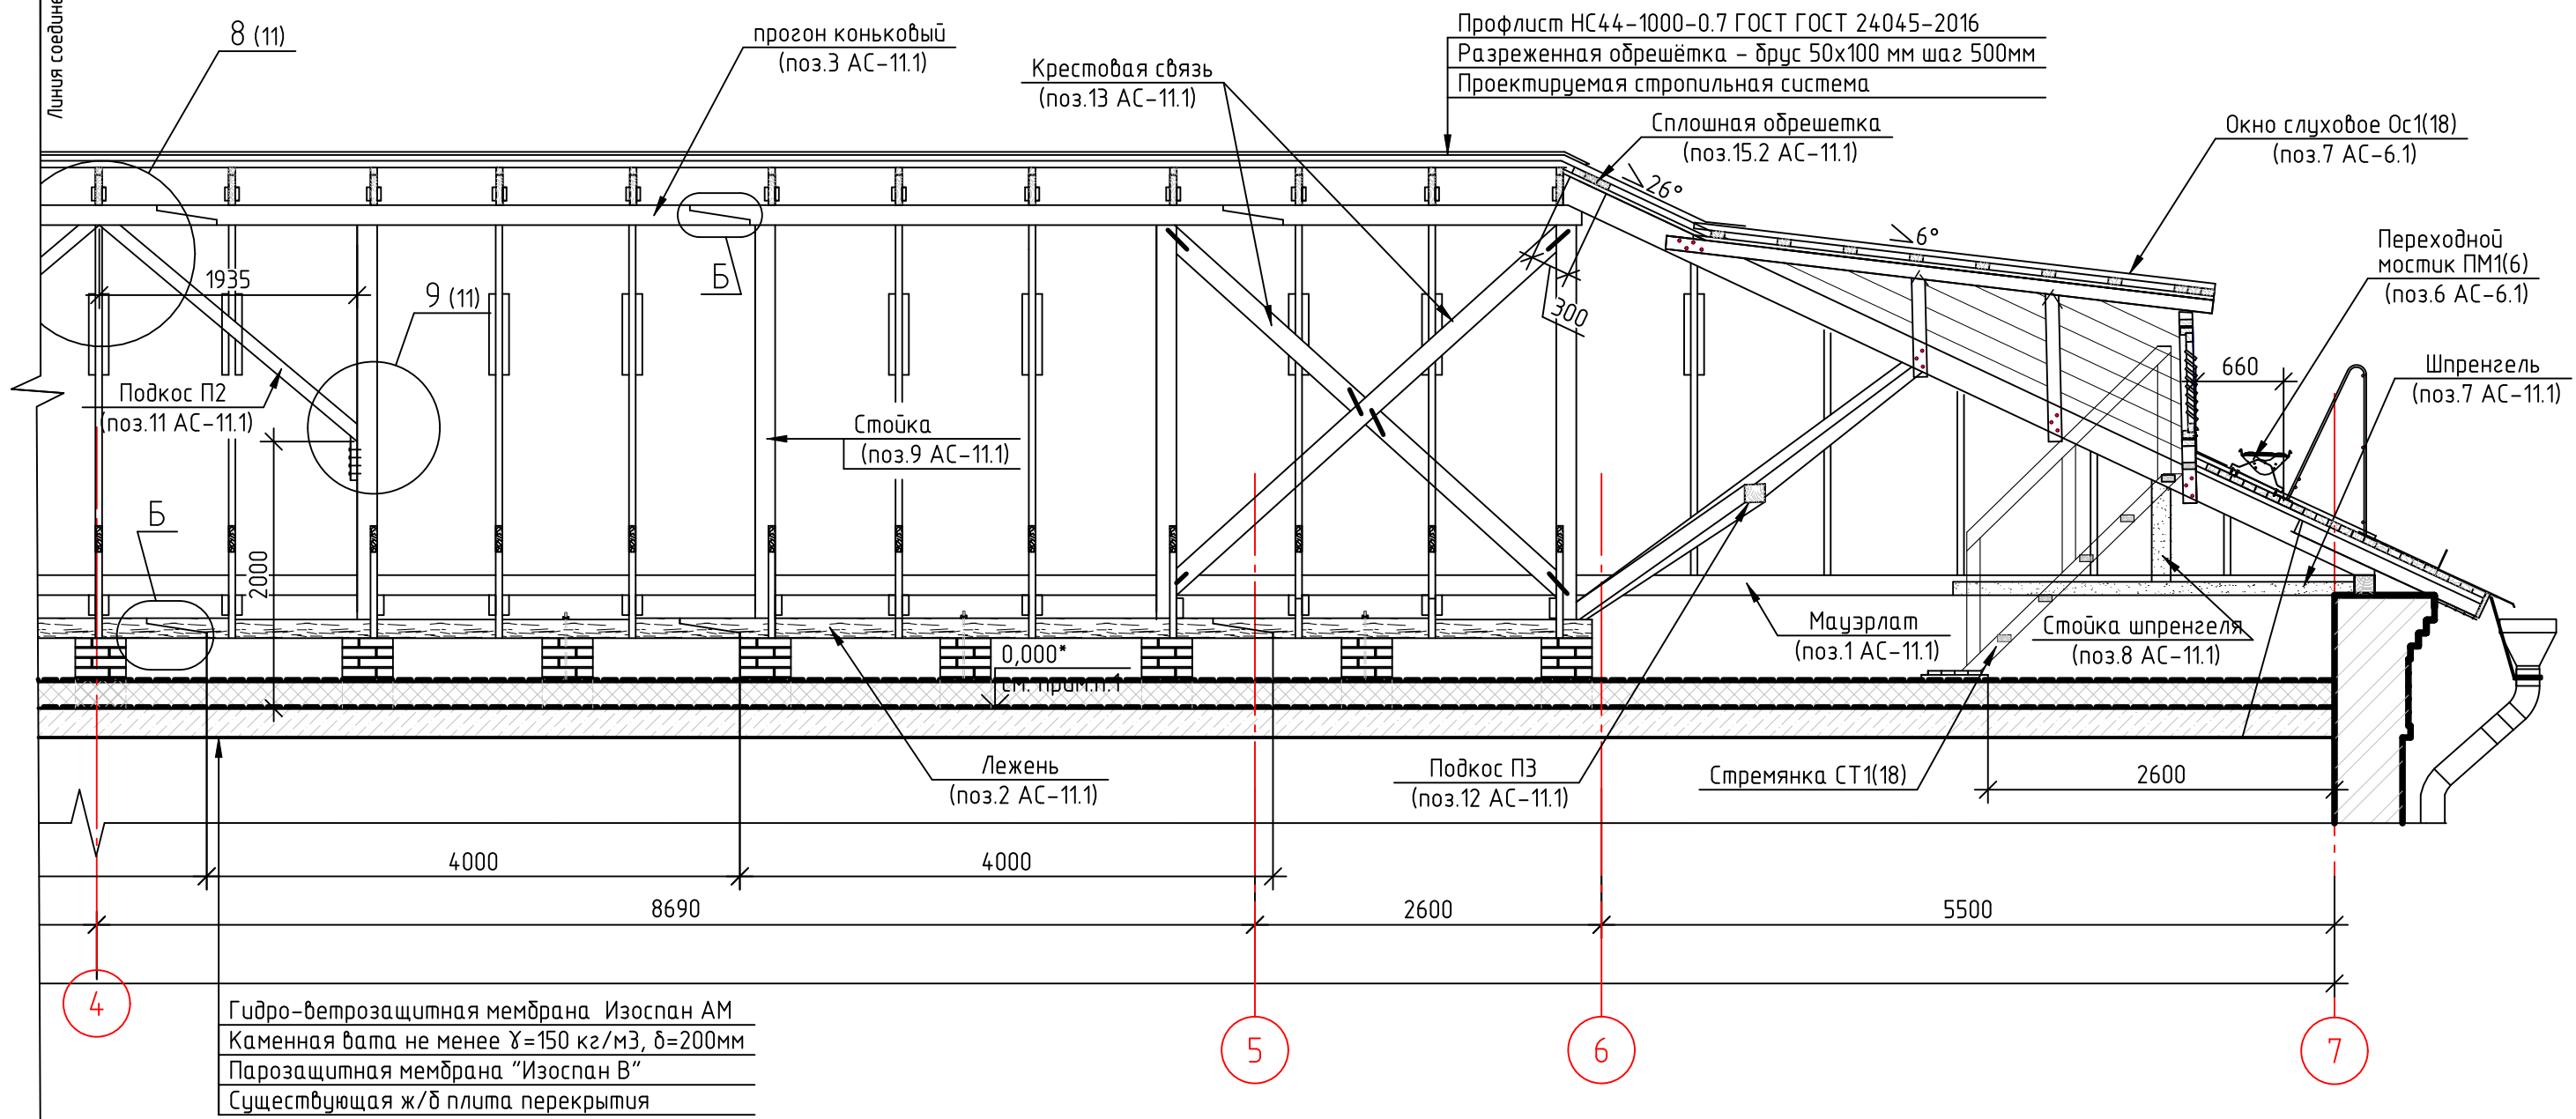 Линия соедине
8 (11)
прогон коньковый
(поз.3 АС-11.1)
Крестовая связь
(поз.13 АС-11.1)
Профлист НС44-1000-0.7 ГОСТ ГОСТ 24045-2016
Разреженная обрешётка - брус 50х100 мм шаг 500мм
Проектируемая стропильная система
Сплошная обрешетка
(поз.15.2 АС-11.1)
Окно слуховое Ос1(18)
(поз.7 АС-6.1)
26°
6°
Переходной
мостик ПМ1(6)
(поз.6 АС-6.1)
Б
1935
9 (11)
300
660
Шпренгель
(поз.7 АС-11.1)
Подкос П2
(поз.11 АС-11.1)
Стойка
(поз.9 АС-11.1)
Б
2000
0,000*
см. прим.п.1
Мауэрлат
(поз.1 АС-11.1)
Стойка шпренгеля
(поз.8 АС-11.1)
Лежень
(поз.2 АС-11.1)
Подкос П3
(поз.12 АС-11.1)
Стремянка СТ1(18)
2600
4000
4000
8690
2600
5500
4
5
6
7
Гидро-ветрозащитная мембрана Изоспан АМ
Каменная вата не менее Ɣ=150 кг/м3, δ=200мм
Парозащитная мембрана "Изоспан В"
Существующая ж/б плита перекрытия